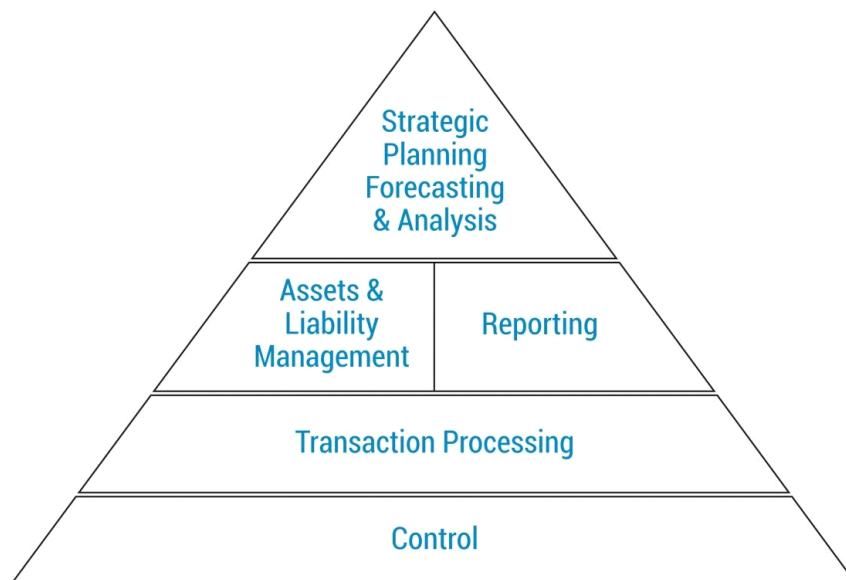 Strategic
Planning
Forecasting
& Analysis
Assets &
Liability
Management
Reporting
Transaction Processing
Control